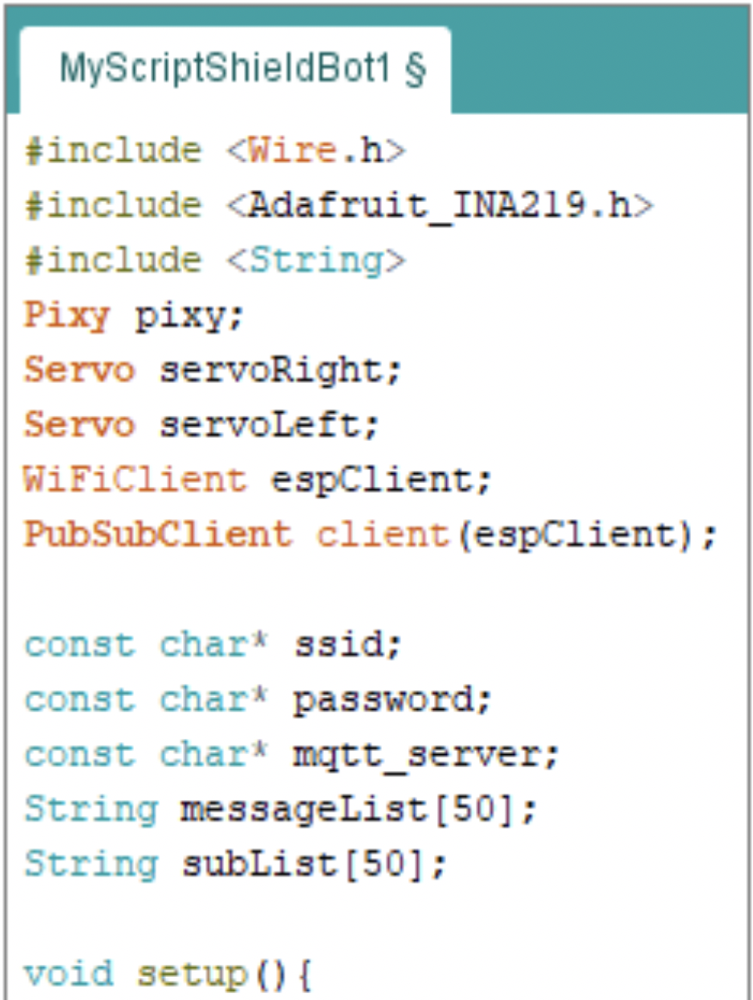 MyScriptShieldBot1 §
#include <Wire.h>
#include <Adafruit_INA219.h>
#include <String>
Pixy pixy;
Servo servoRight;
Servo servoLeft;
WiFiClient espClient;
PubSubClient client(espClient);
const char* ssid;
const char* password;
const char* mqtt_server;
String messageList[50];
String subList[50];
void setup(){